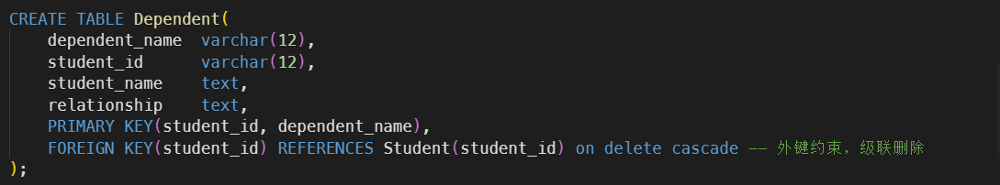 CREATE TABLE Dependent(
    dependent_name  varchar(12),
    student_id      varchar(12),
    student_name    text,
    relationship    text,
    PRIMARY KEY(student_id, dependent_name),
    FOREIGN KEY(student_id) REFERENCES Student(student_id) on delete cascade -- 外键约束，级联删除
);